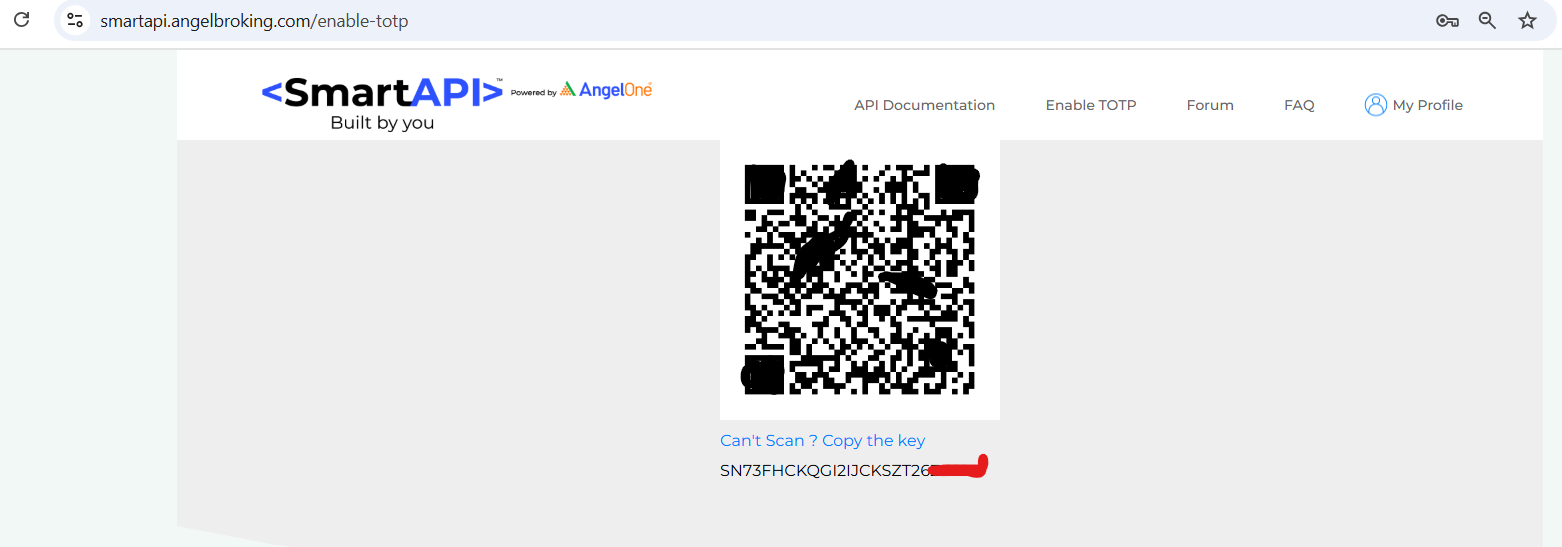 smartapi.angelbroking.com/enable-totp
<SmartAPI>™ Powered by AngelOne
Built by you
API Documentation Enable TOTP Forum FAQ My Profile
Can't Scan ? Copy the key
SN73FHCKQGI2IJCKSZT26